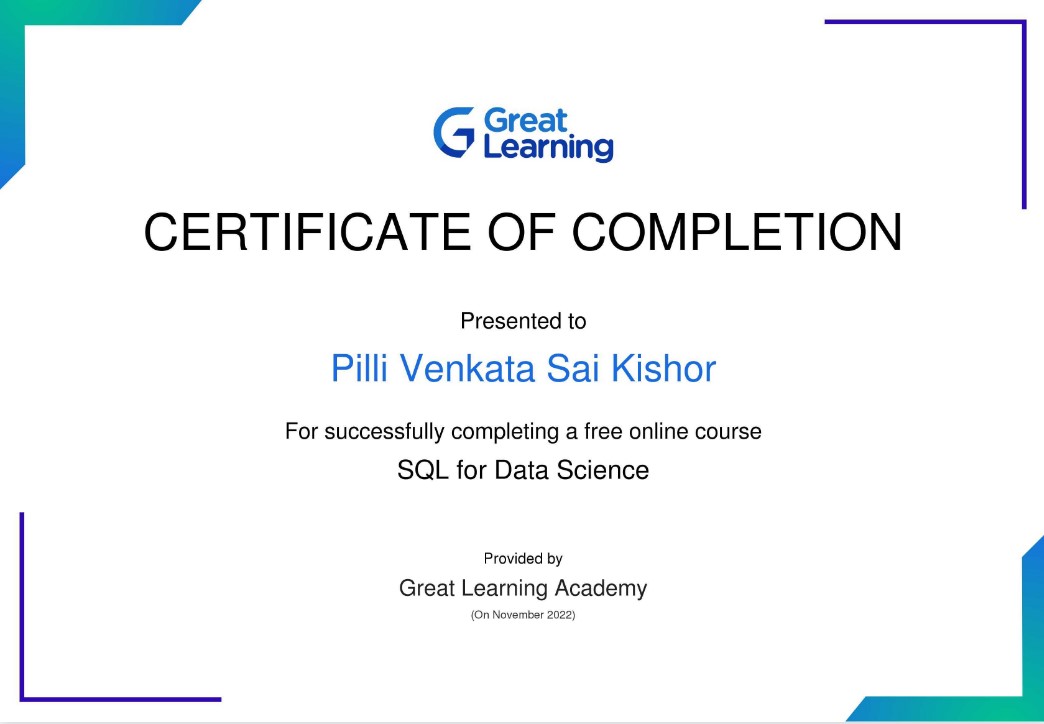 Great
Learning
CERTIFICATE OF COMPLETION
Presented to
Pilli Venkata Sai Kishor
For successfully completing a free online course
SQL for Data Science
Provided by
Great Learning Academy
(On November 2022)